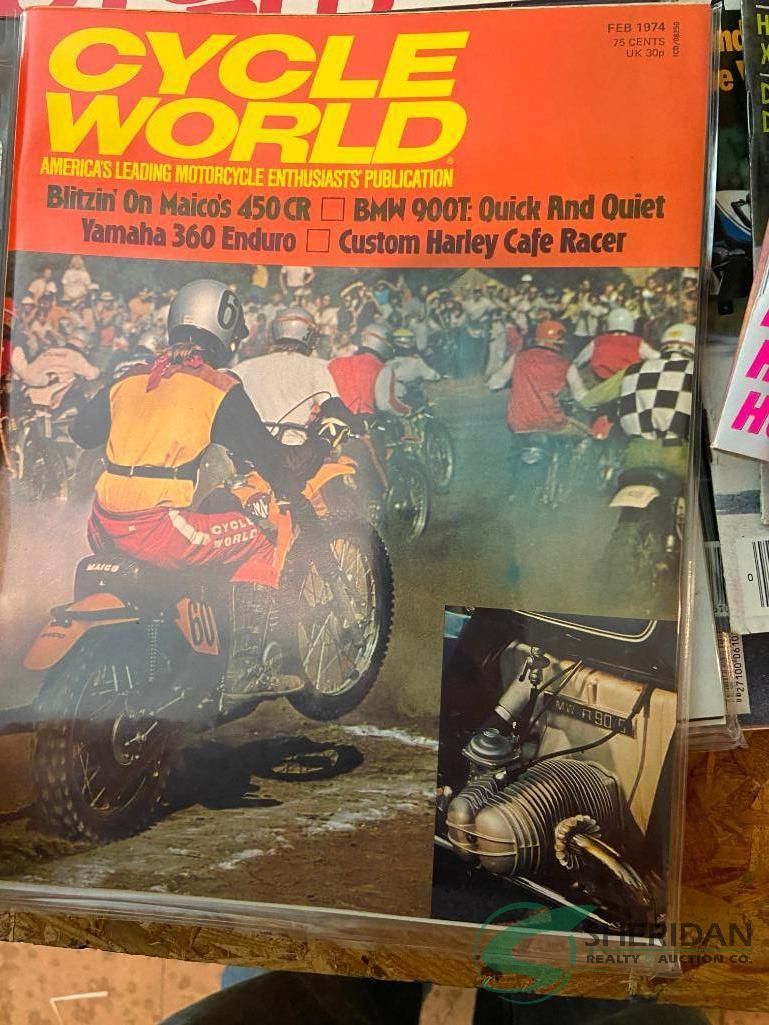 CYCLE
WORLD
AMERICA'S LEADING MOTORCYCLE ENTHUSIASTS' PUBLICATION
FEB 1974
75 CENTS
UK 30p
Blitzin' On Maico's 450 CR □ BMW 900T: Quick And Quiet
Yamaha 360 Enduro □ Custom Harley Cafe Racer
6
CYCLE
WORLD
MAICO
60
SHERIDAN
REALTY & AUCTION CO.